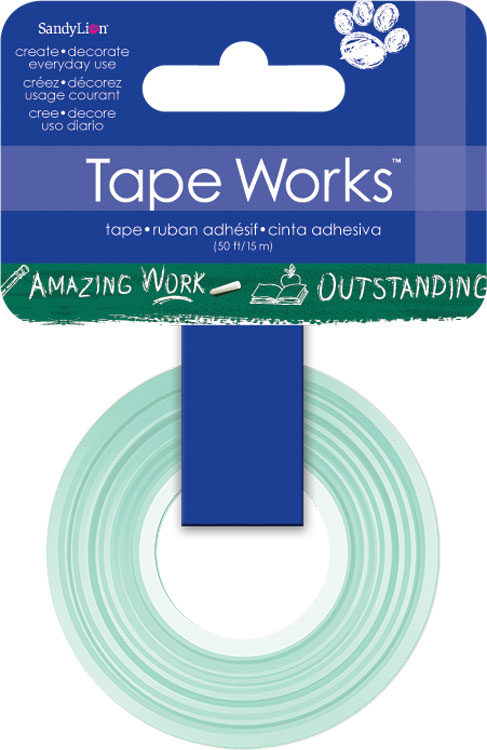 SandyLion®
create•decorate
everyday use
créez•décorez
usage courant
cree•decore
uso diario
Tape Works™
tape•ruban adhésif•cinta adhesiva
(50 ft/15 m)
AMAZING WORK OUTSTANDING